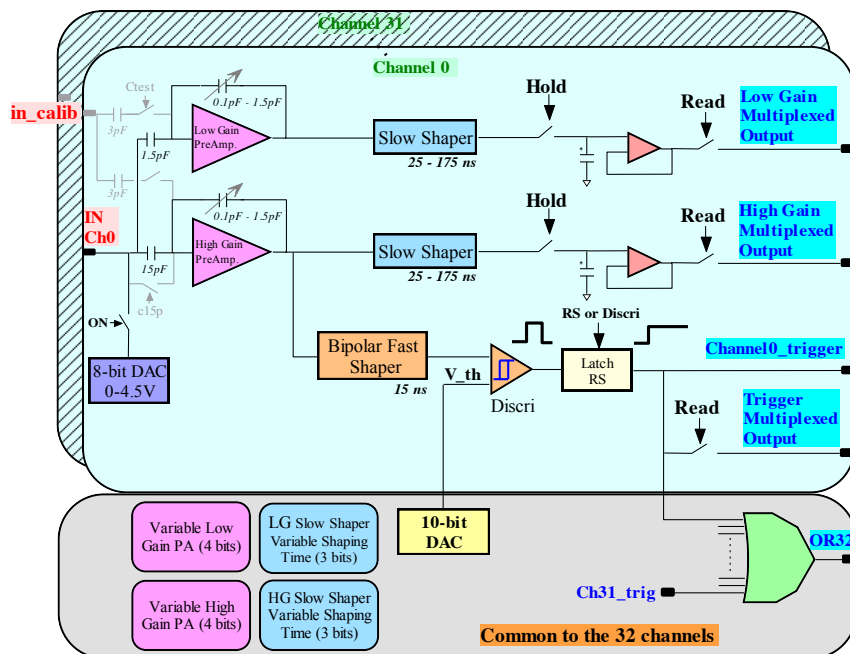 Channel 31
Channel 0
in_calib
Ctest
3pF
1.5pF
0.1pF - 1.5pF
Low Gain
PreAmp.
Slow Shaper
25 - 175 ns
Hold
Read
Low Gain
Multiplexed
Output
3pF
IN
Ch0
15pF
c15p
0.1pF - 1.5pF
High Gain
PreAmp.
Slow Shaper
25 - 175 ns
Hold
Read
High Gain
Multiplexed
Output
ON
8-bit DAC
0-4.5V
Bipolar Fast
Shaper
15 ns
V_th
Discri
RS or Discri
Latch
RS
Channel0_trigger
Read
Trigger
Multiplexed
Output
Variable Low
Gain PA (4 bits)
LG Slow Shaper
Variable Shaping
Time (3 bits)
10-bit
DAC
OR32
Variable High
Gain PA (4 bits)
HG Slow Shaper
Variable Shaping
Time (3 bits)
Ch31_trig
Common to the 32 channels